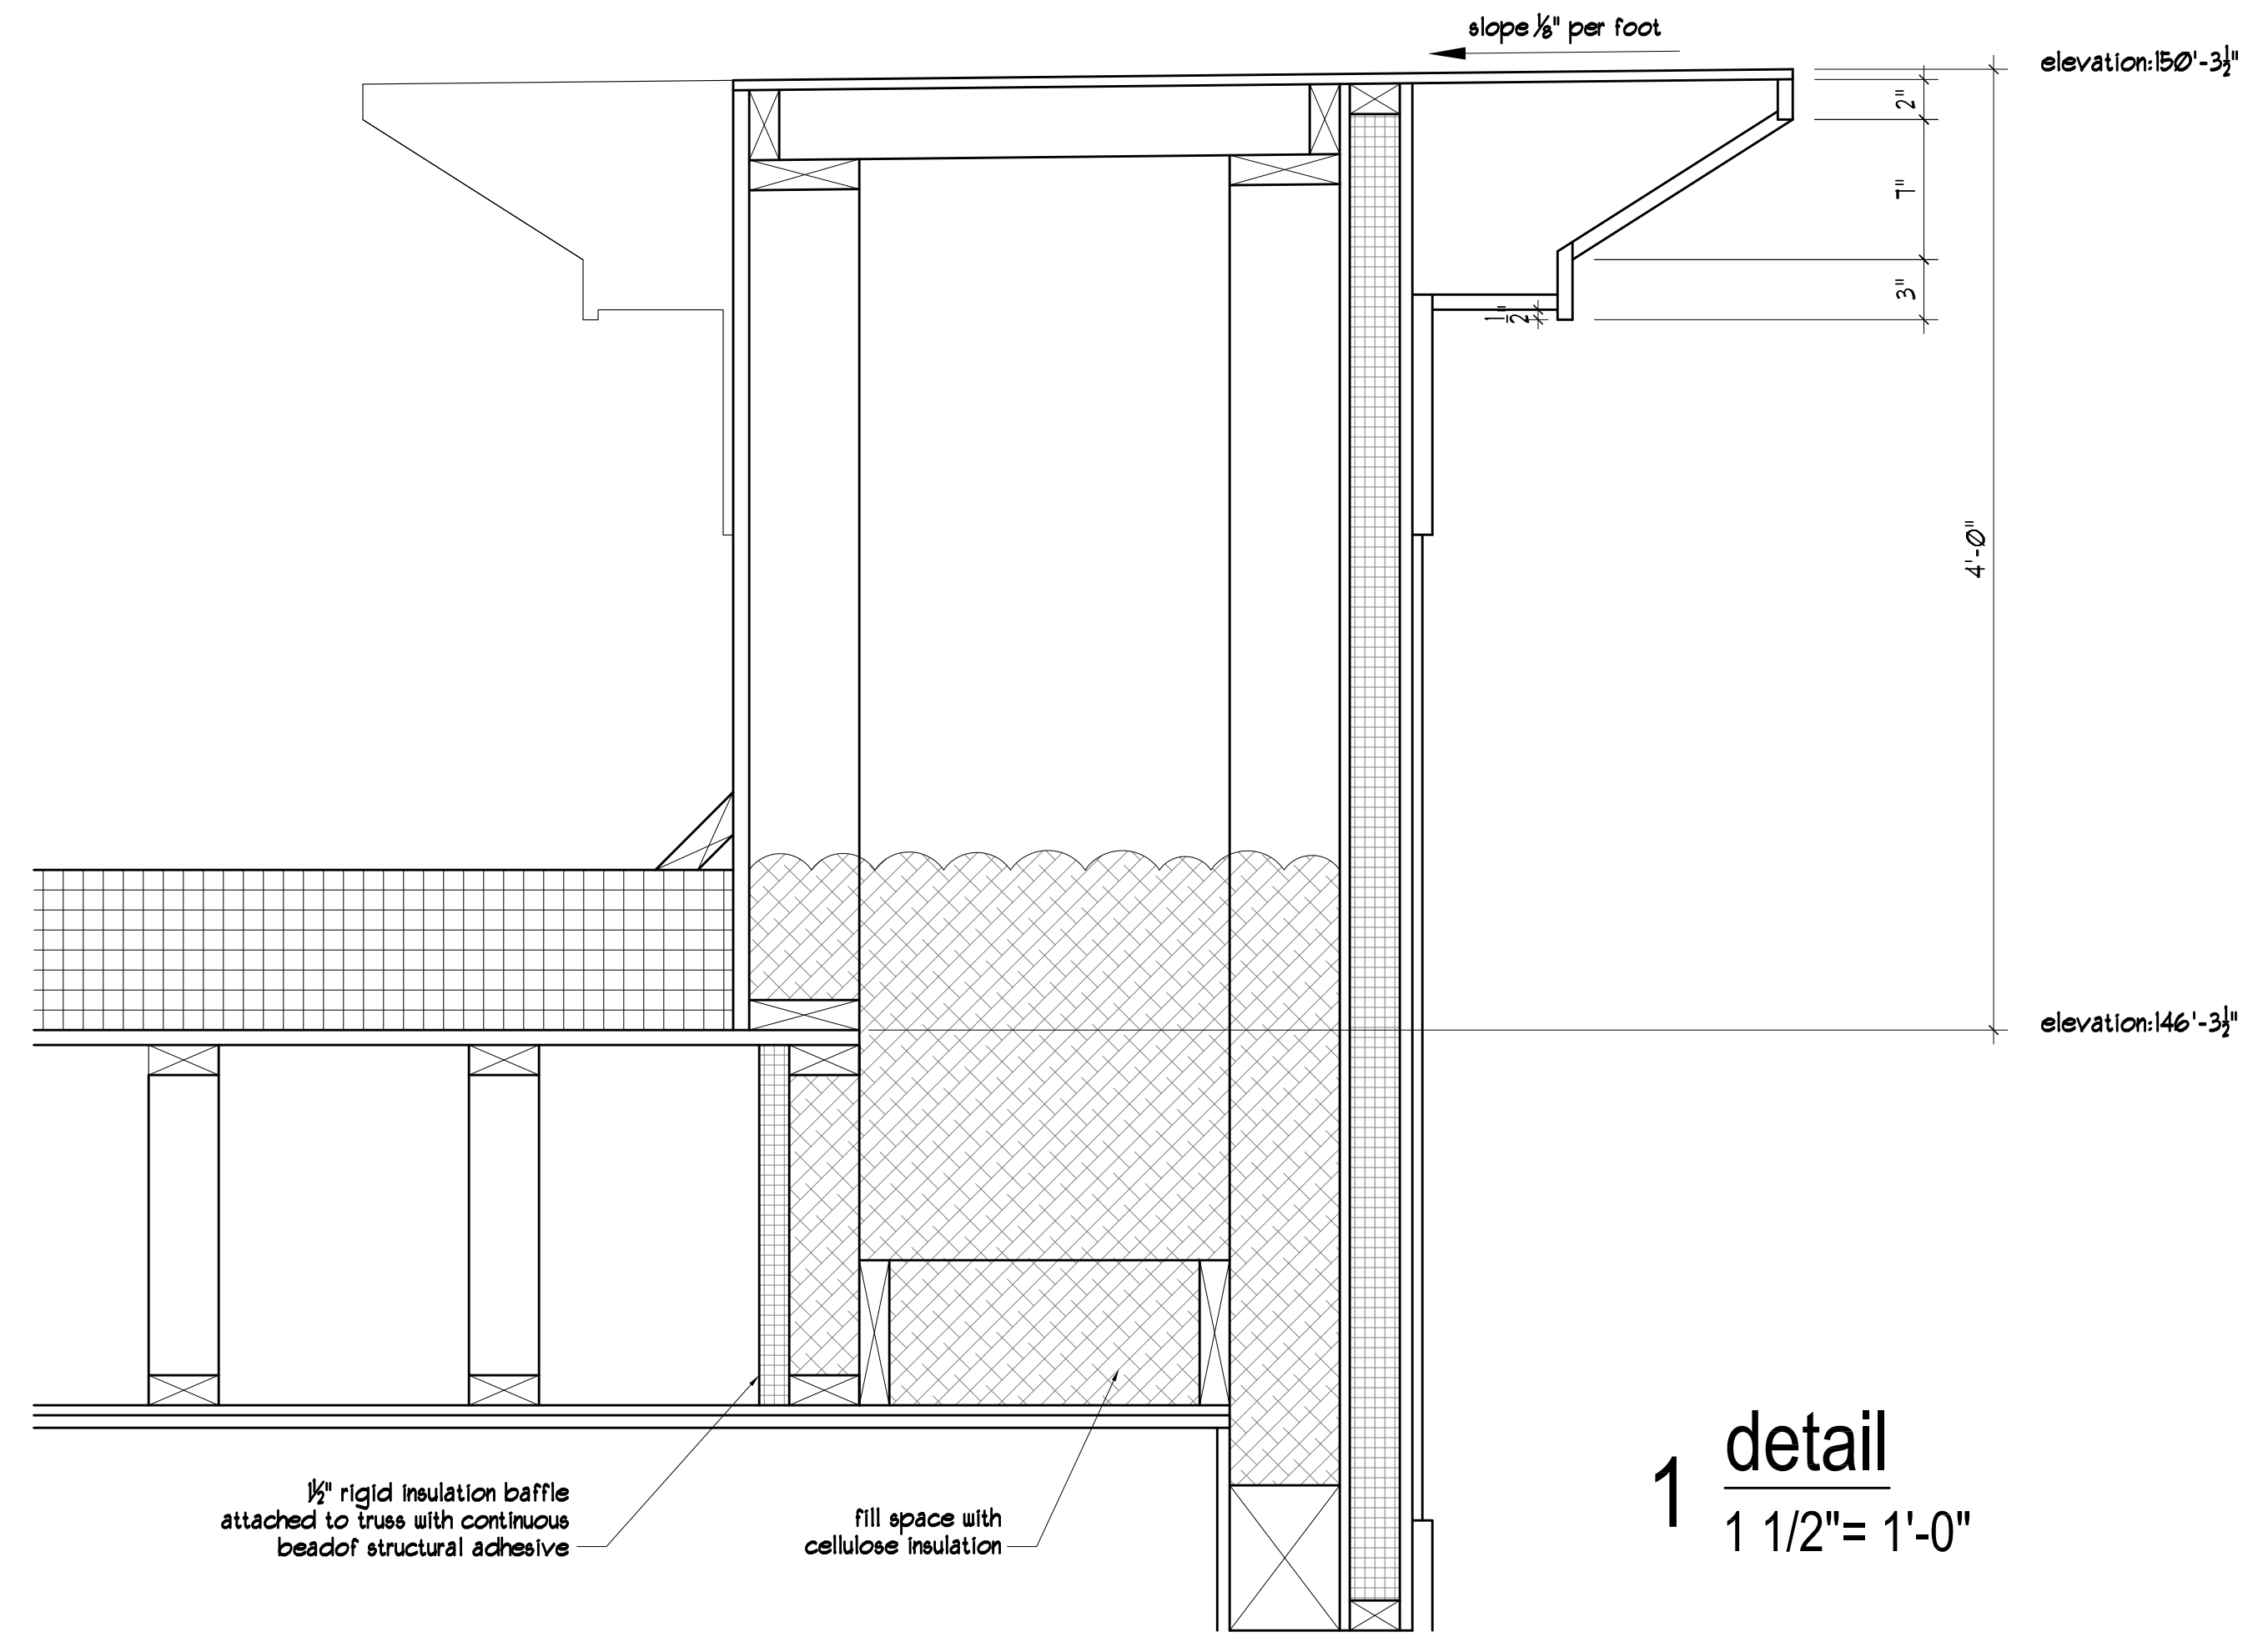 slope ⅛" per foot
elevation:150'-3½"
2"
7"
3"
½"
4'-0"
elevation:146'-3½"
1½" rigid insulation baffle
attached to truss with continuous
beadof structural adhesive
fill space with
cellulose insulation
1 detail
1 1/2"= 1'-0"